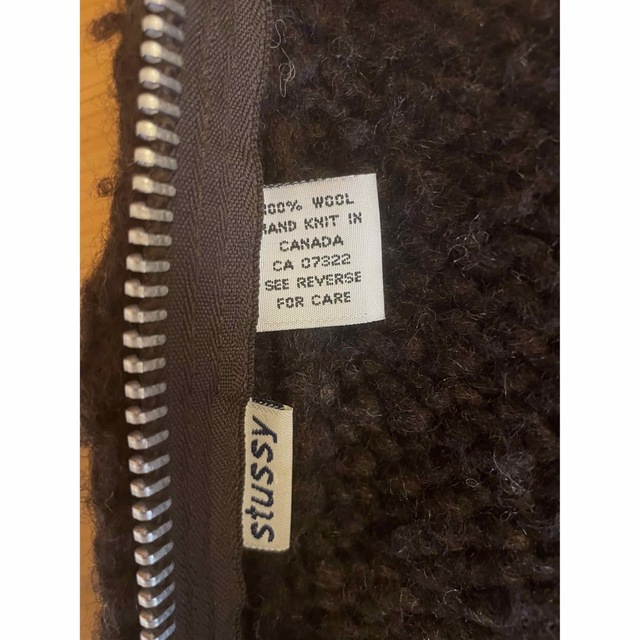 100% WOOL
HAND KNIT IN
CANADA
CA 07322
SEE REVERSE
FOR CARE
stussy